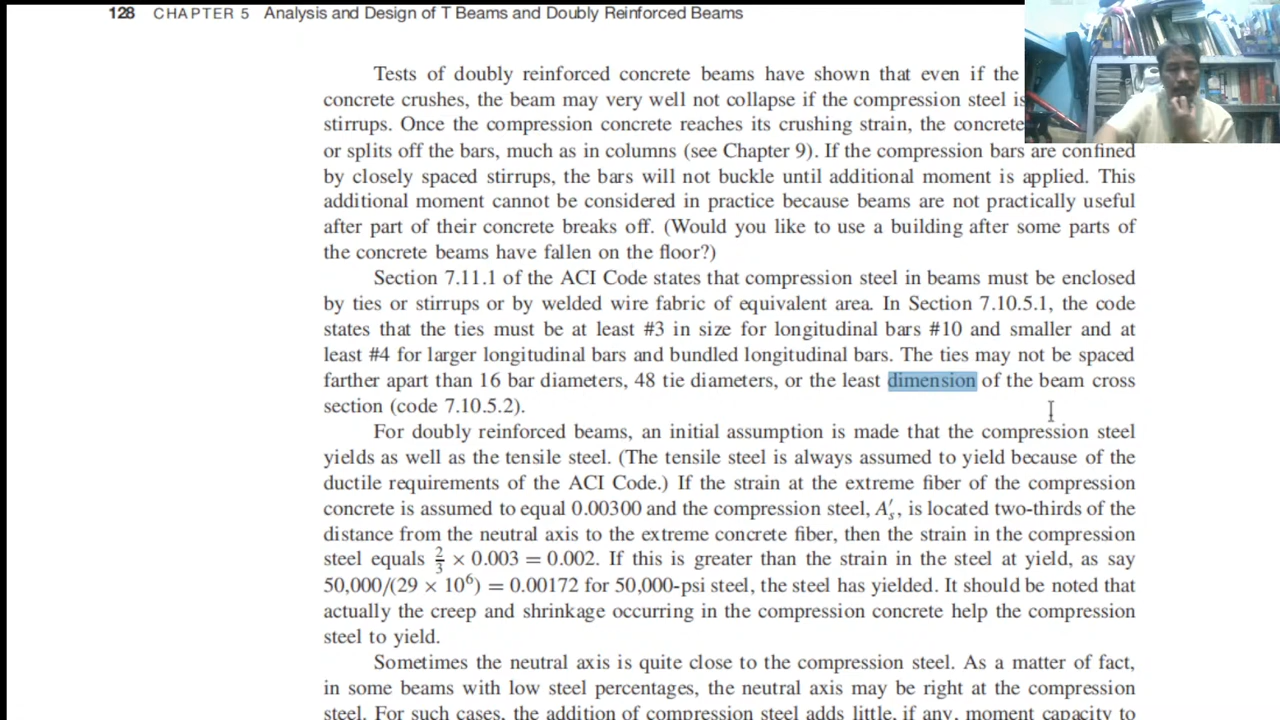 128 CHAPTER 5 Analysis and Design of T Beams and Doubly Reinforced Beams
Tests of doubly reinforced concrete beams have shown that even if the
concrete crushes, the beam may very well not collapse if the compression steel is
stirrups. Once the compression concrete reaches its crushing strain, the concrete
or splits off the bars, much as in columns (see Chapter 9). If the compression bars are confined
by closely spaced stirrups, the bars will not buckle until additional moment is applied. This
additional moment cannot be considered in practice because beams are not practically useful
after part of their concrete breaks off. (Would you like to use a building after some parts of
the concrete beams have fallen on the floor?)
Section 7.11.1 of the ACI Code states that compression steel in beams must be enclosed
by ties or stirrups or by welded wire fabric of equivalent area. In Section 7.10.5.1, the code
states that the ties must be at least #3 in size for longitudinal bars #10 and smaller and at
least #4 for larger longitudinal bars and bundled longitudinal bars. The ties may not be spaced
farther apart than 16 bar diameters, 48 tie diameters, or the least dimension of the beam cross
section (code 7.10.5.2).
For doubly reinforced beams, an initial assumption is made that the compression steel
yields as well as the tensile steel. (The tensile steel is always assumed to yield because of the
ductile requirements of the ACI Code.) If the strain at the extreme fiber of the compression
concrete is assumed to equal 0.00300 and the compression steel, A′s, is located two-thirds of the
distance from the neutral axis to the extreme concrete fiber, then the strain in the compression
steel equals 2/3 × 0.003 = 0.002. If this is greater than the strain in the steel at yield, as say
50,000/(29 × 10⁶) = 0.00172 for 50,000-psi steel, the steel has yielded. It should be noted that
actually the creep and shrinkage occurring in the compression concrete help the compression
steel to yield.
Sometimes the neutral axis is quite close to the compression steel. As a matter of fact,
in some beams with low steel percentages, the neutral axis may be right at the compression
steel. For such cases, the addition of compression steel adds little, if any, moment capacity to